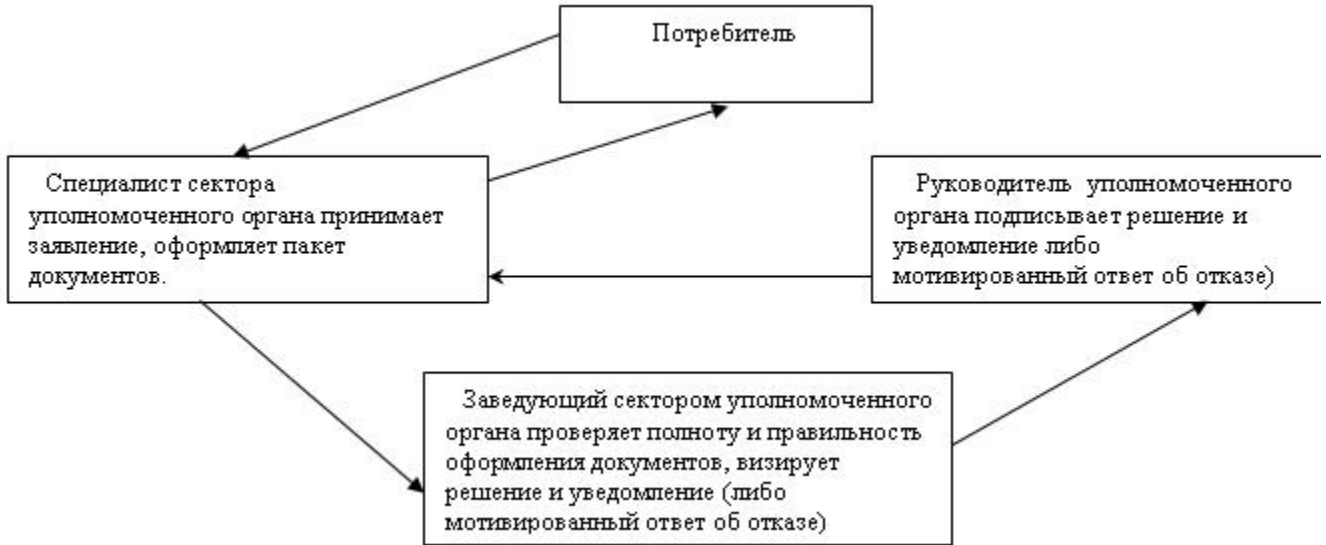 Потребитель
Специалист сектора
уполномоченного органа принимает
заявление, оформляет пакет
документов.
Руководитель уполномоченного
органа подписывает решение и
уведомление либо
мотивированный ответ об отказе)
Заведующий сектором уполномоченного
органа проверяет полноту и правильность
оформления документов, визирует
решение и уведомление (либо
мотивированный ответ об отказе)